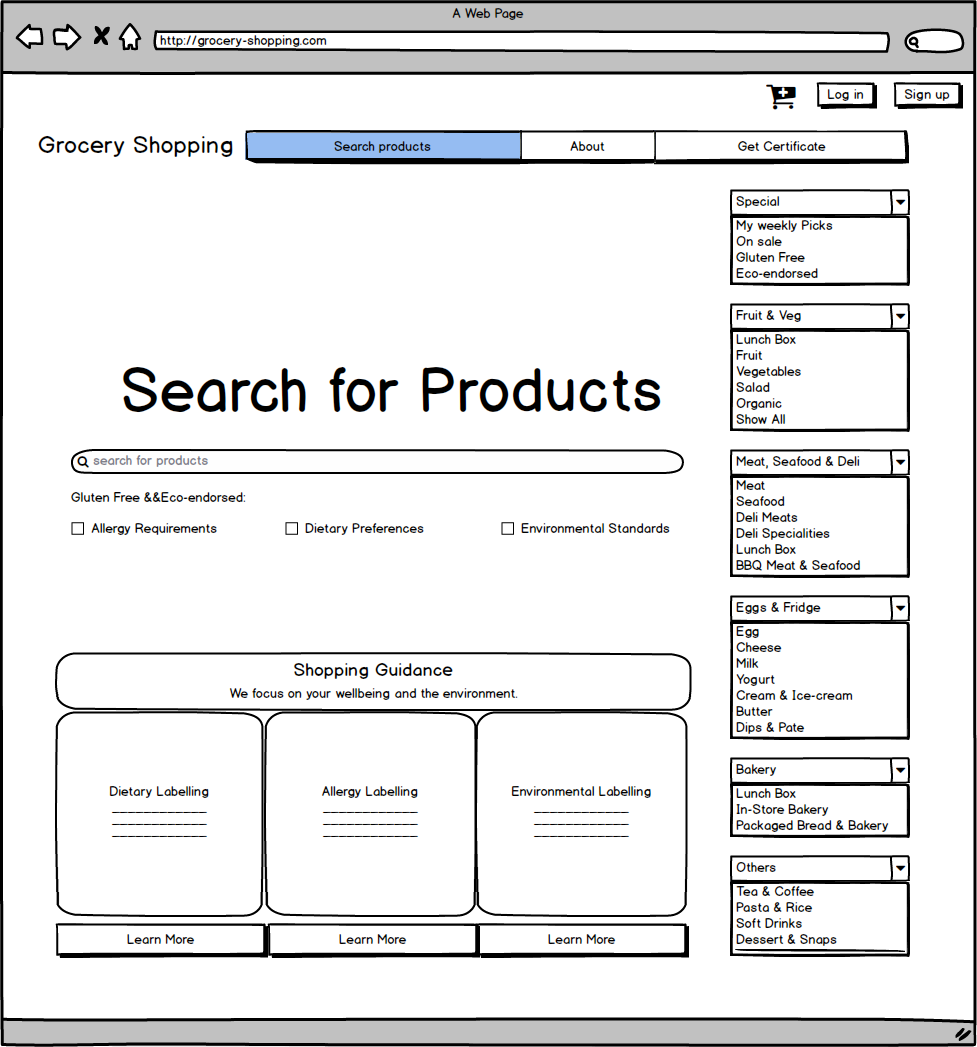 A Web Page
http://grocery-shopping.com
Log in
Sign up
Grocery Shopping
Search products
About
Get Certificate
Special
My weekly Picks
On sale
Gluten Free
Eco-endorsed
Fruit & Veg
Lunch Box
Fruit
Vegetables
Salad
Organic
Show All
Search for Products
search for products
Gluten Free &&Eco-endorsed:
Allergy Requirements
Dietary Preferences
Environmental Standards
Meat, Seafood & Deli
Meat
Seafood
Deli Meats
Deli Specialities
Lunch Box
BBQ Meat & Seafood
Eggs & Fridge
Egg
Cheese
Milk
Yogurt
Cream & Ice-cream
Butter
Dips & Pate
Shopping Guidance
We focus on your wellbeing and the environment.
Dietary Labelling
Allergy Labelling
Environmental Labelling
Learn More
Learn More
Learn More
Bakery
Lunch Box
In-Store Bakery
Packaged Bread & Bakery
Others
Tea & Coffee
Pasta & Rice
Soft Drinks
Dessert & Snaps